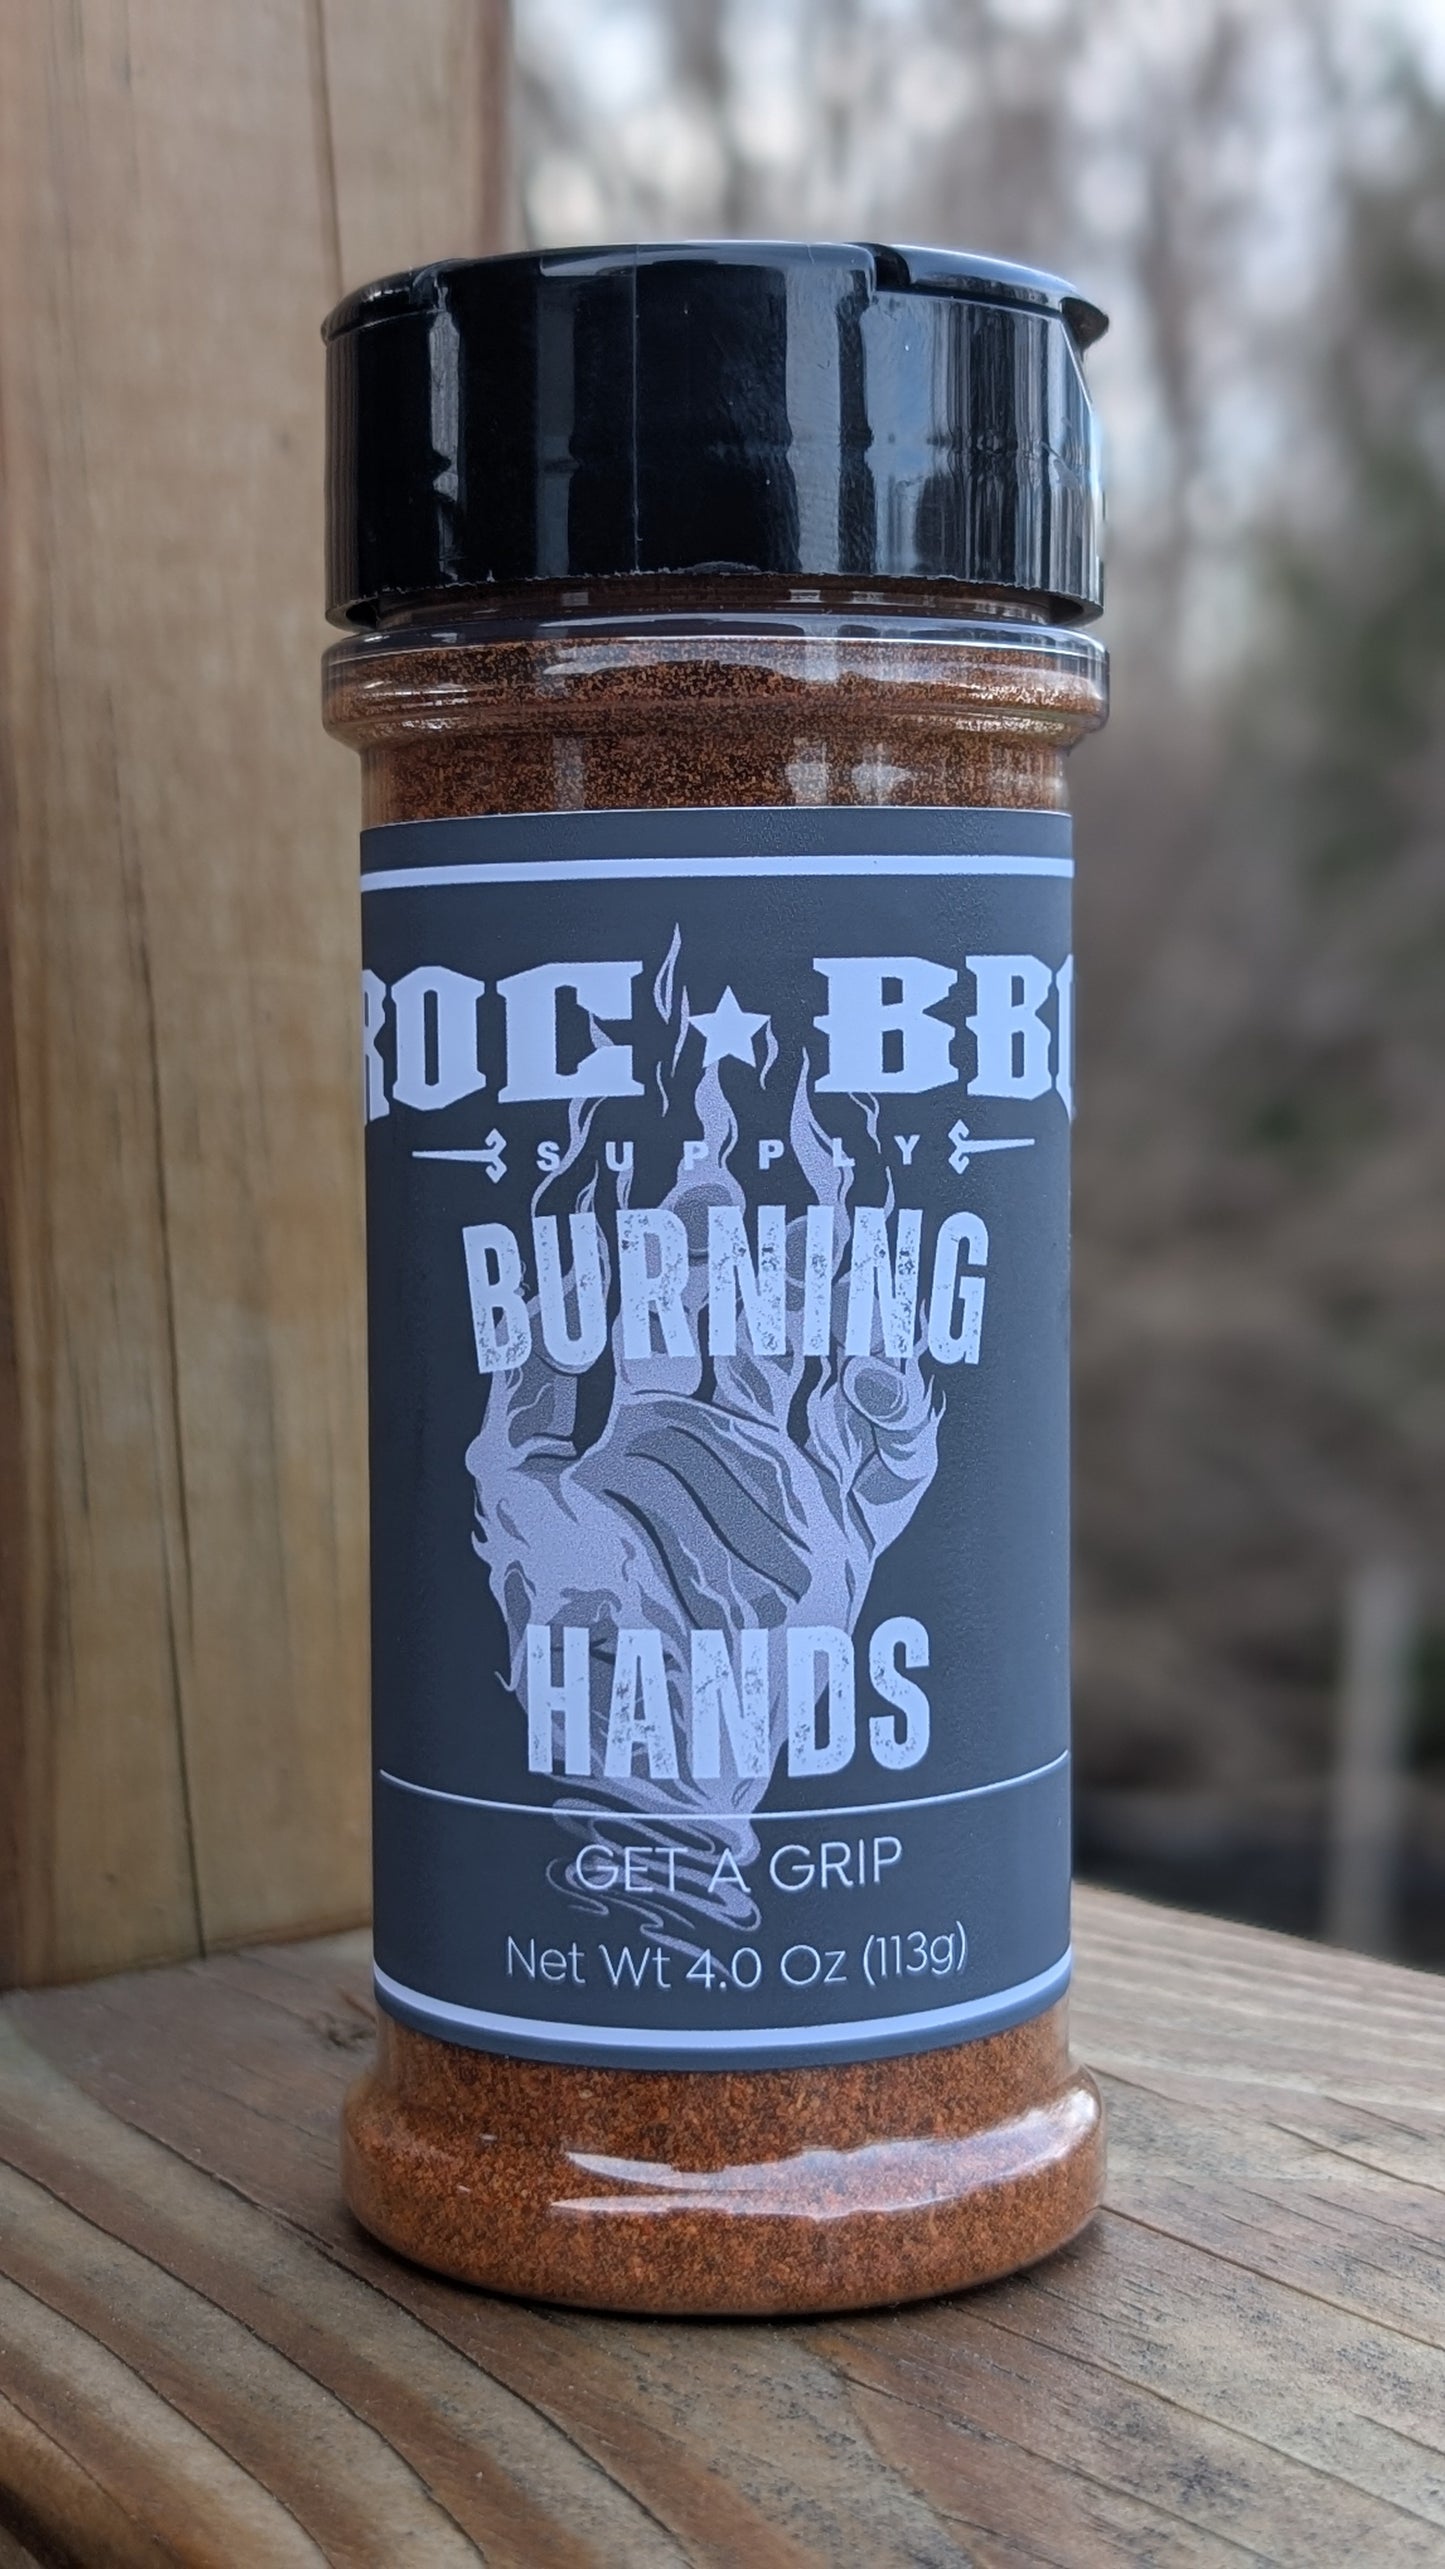 ROC★BBQ
SUPPLY
BURNING
HANDS
GET A GRIP
Net Wt 4.0 Oz (113g)